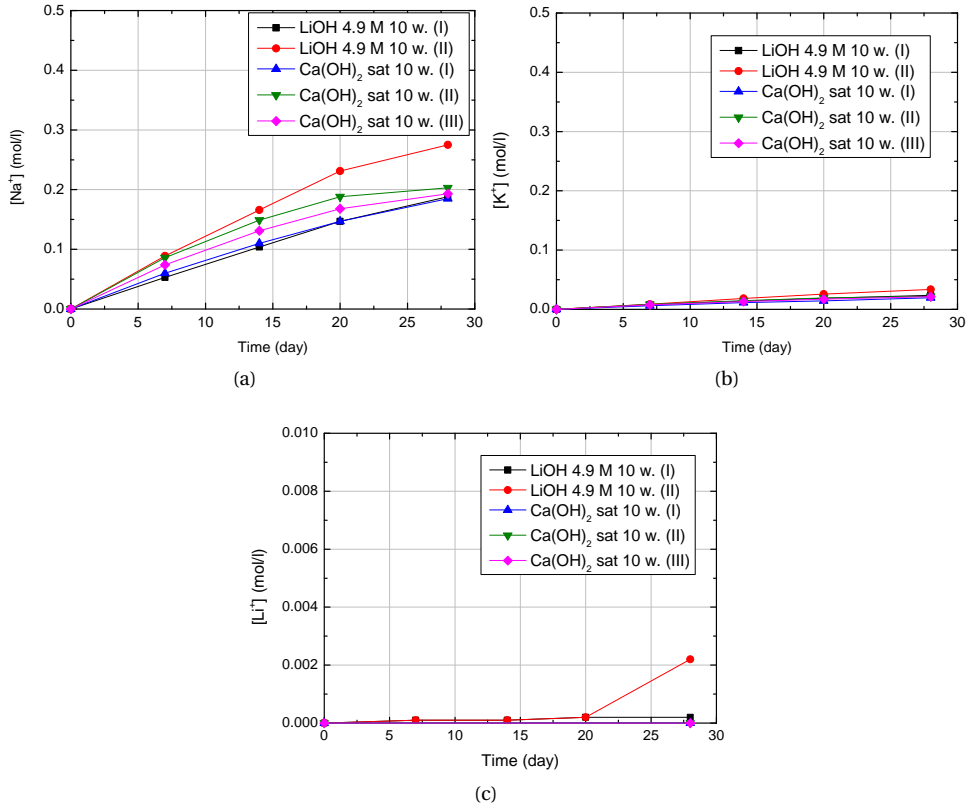 LiOH 4.9 M 10 w. (I)
LiOH 4.9 M 10 w. (II)
Ca(OH)₂ sat 10 w. (I)
Ca(OH)₂ sat 10 w. (II)
Ca(OH)₂ sat 10 w. (III)
[Na⁺] (mol/l)
0.5
0.4
0.3
0.2
0.1
0.0
0 5 10 15 20 25 30
Time (day)
(a)
LiOH 4.9 M 10 w. (I)
LiOH 4.9 M 10 w. (II)
Ca(OH)₂ sat 10 w. (I)
Ca(OH)₂ sat 10 w. (II)
Ca(OH)₂ sat 10 w. (III)
[K⁺] (mol/l)
0.5
0.4
0.3
0.2
0.1
0.0
0 5 10 15 20 25 30
Time (day)
(b)
LiOH 4.9 M 10 w. (I)
LiOH 4.9 M 10 w. (II)
Ca(OH)₂ sat 10 w. (I)
Ca(OH)₂ sat 10 w. (II)
Ca(OH)₂ sat 10 w. (III)
[Li⁺] (mol/l)
0.010
0.008
0.006
0.004
0.002
0.000
0 5 10 15 20 25 30
Time (day)
(c)